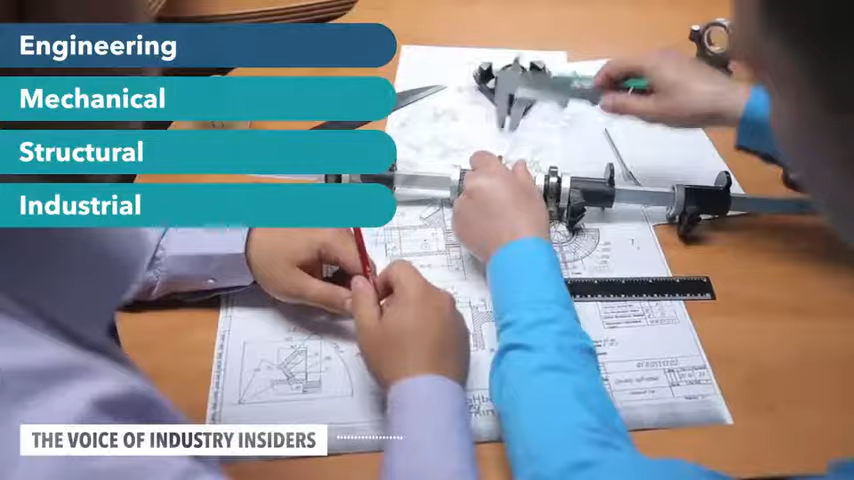 Engineering
Mechanical
Structural
Industrial
THE VOICE OF INDUSTRY INSIDERS